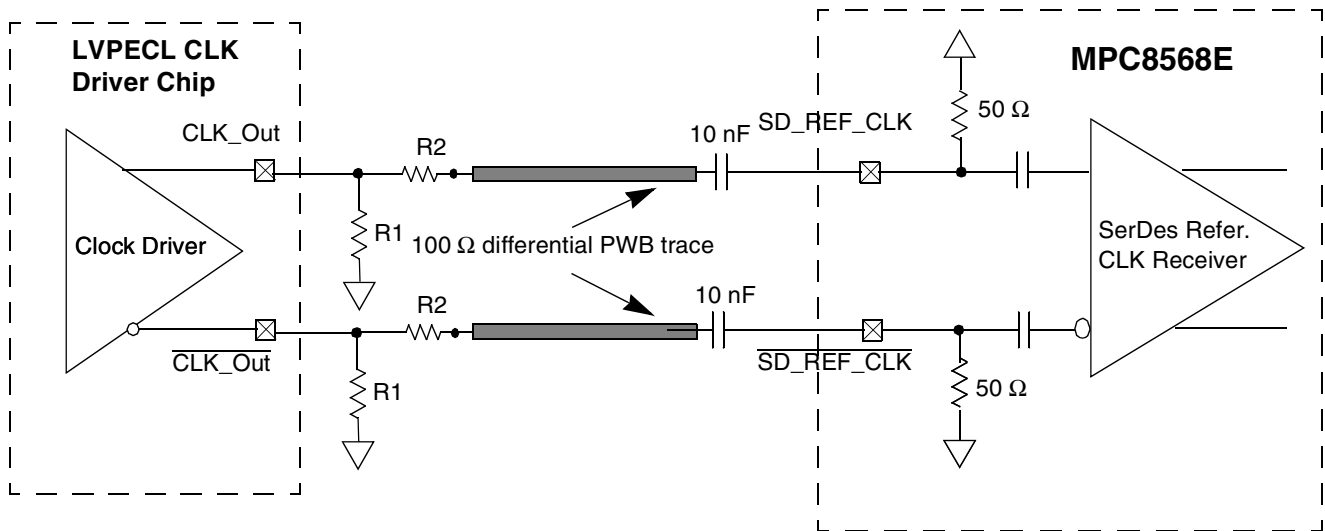 LVPECL CLK
Driver Chip
MPC8568E
CLK_Out
R2
10 nF
SD_REF_CLK
50 Ω
Clock Driver
R1
100 Ω differential PWB trace
SerDes Refer.
CLK Receiver
CLK_Out
R2
10 nF
SD_REF_CLK
R1
50 Ω